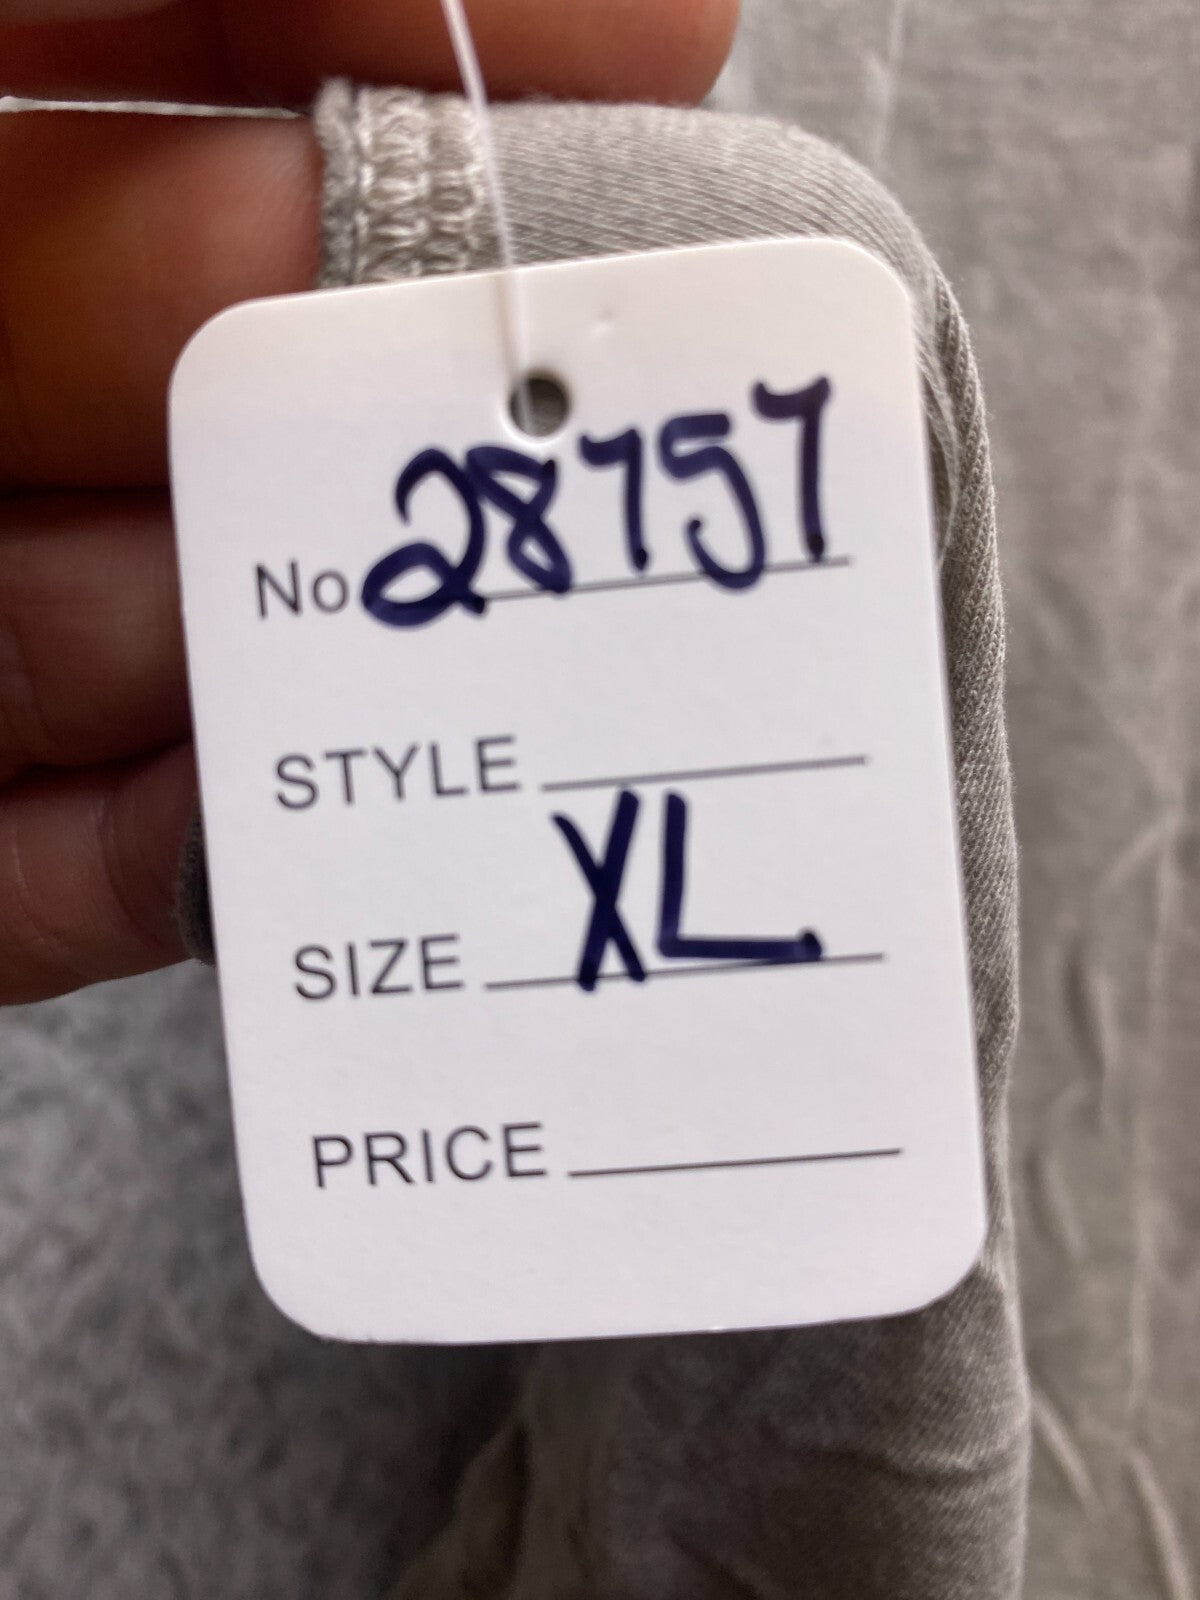 No 28757
STYLE
SIZE XL
PRICE